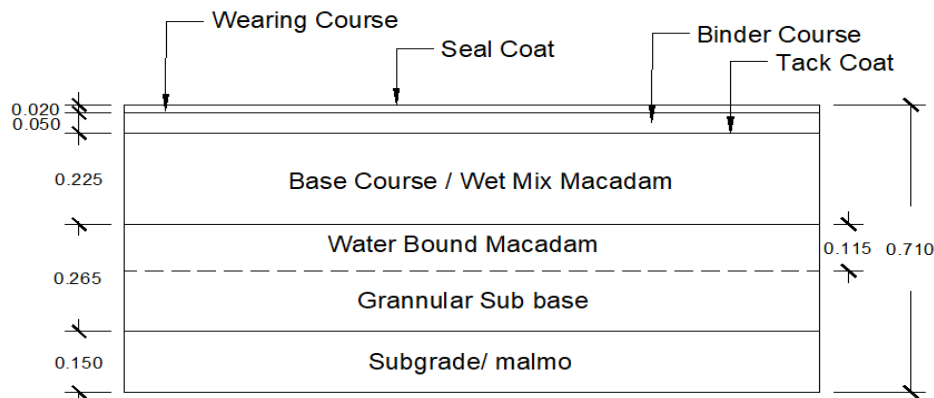 Wearing Course
Seal Coat
Binder Course
Tack Coat
0.020
0.050
0.225
Base Course / Wet Mix Macadam
Water Bound Macadam
0.115
0.710
0.265
Grannular Sub base
0.150
Subgrade/ malmo